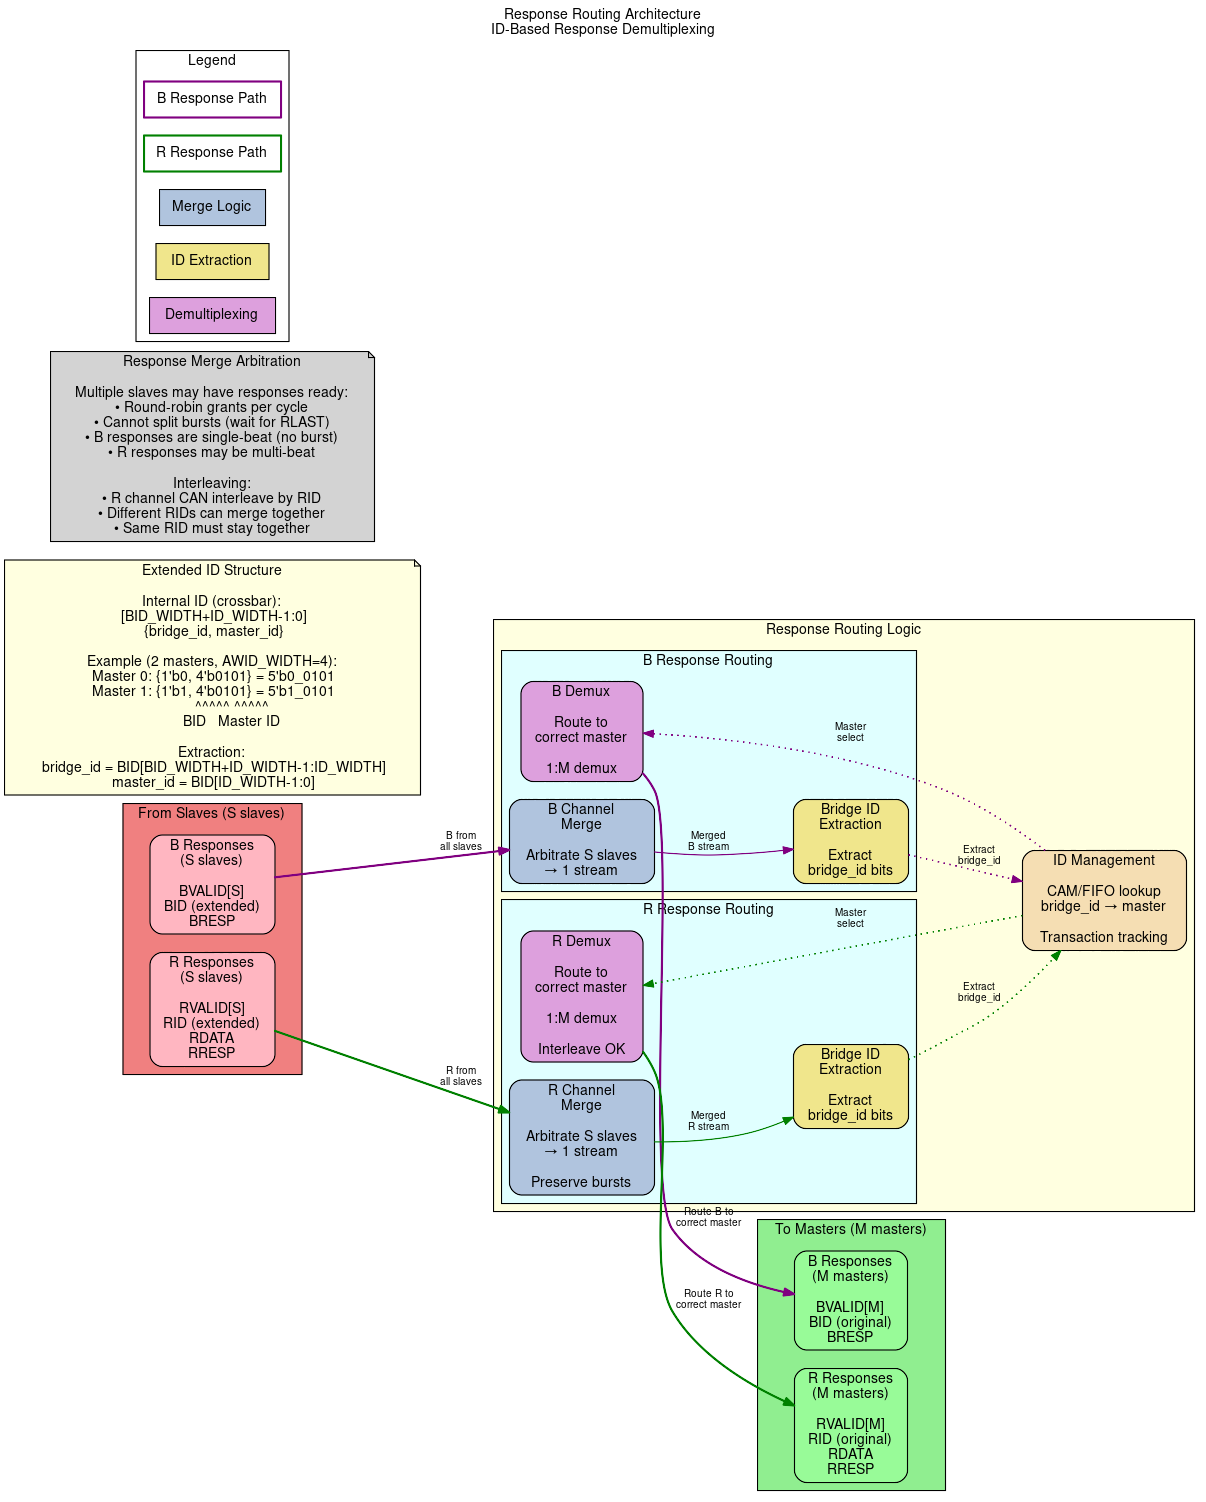 Response Routing Architecture
ID-Based Response Demultiplexing
Legend
B Response Path
R Response Path
Merge Logic
ID Extraction
Demultiplexing
Response Merge Arbitration
Multiple slaves may have responses ready:
• Round-robin grants per cycle
• Cannot split bursts (wait for RLAST)
• B responses are single-beat (no burst)
• R responses may be multi-beat
Interleaving:
• R channel CAN interleave by RID
• Different RIDs can merge together
• Same RID must stay together
Extended ID Structure
Internal ID (crossbar):
[BID_WIDTH+ID_WIDTH-1:0]
{bridge_id, master_id}
Example (2 masters, AWID_WIDTH=4):
Master 0: {1'b0, 4'b0101} = 5'b0_0101
Master 1: {1'b1, 4'b0101} = 5'b1_0101
^^^^^ ^^^^^
BID   Master ID
Extraction:
bridge_id = BID[BID_WIDTH+ID_WIDTH-1:ID_WIDTH]
master_id = BID[ID_WIDTH-1:0]
From Slaves (S slaves)
B Responses
(S slaves)
BVALID[S]
BID (extended)
BRESP
R Responses
(S slaves)
RVALID[S]
RID (extended)
RDATA
RRESP
B from
all slaves
R from
all slaves
Response Routing Logic
B Response Routing
B Demux
Route to
correct master
1:M demux
B Channel
Merge
Arbitrate S slaves
→ 1 stream
Merged
B stream
Bridge ID
Extraction
Extract
bridge_id bits
Master
select
Extract
bridge_id
ID Management
CAM/FIFO lookup
bridge_id → master
Transaction tracking
R Response Routing
R Demux
Route to
correct master
1:M demux
Interleave OK
Master
select
Extract
bridge_id
R Channel
Merge
Arbitrate S slaves
→ 1 stream
Preserve bursts
Merged
R stream
Bridge ID
Extraction
Extract
bridge_id bits
Route B to
correct master
Route R to
correct master
To Masters (M masters)
B Responses
(M masters)
BVALID[M]
BID (original)
BRESP
R Responses
(M masters)
RVALID[M]
RID (original)
RDATA
RRESP